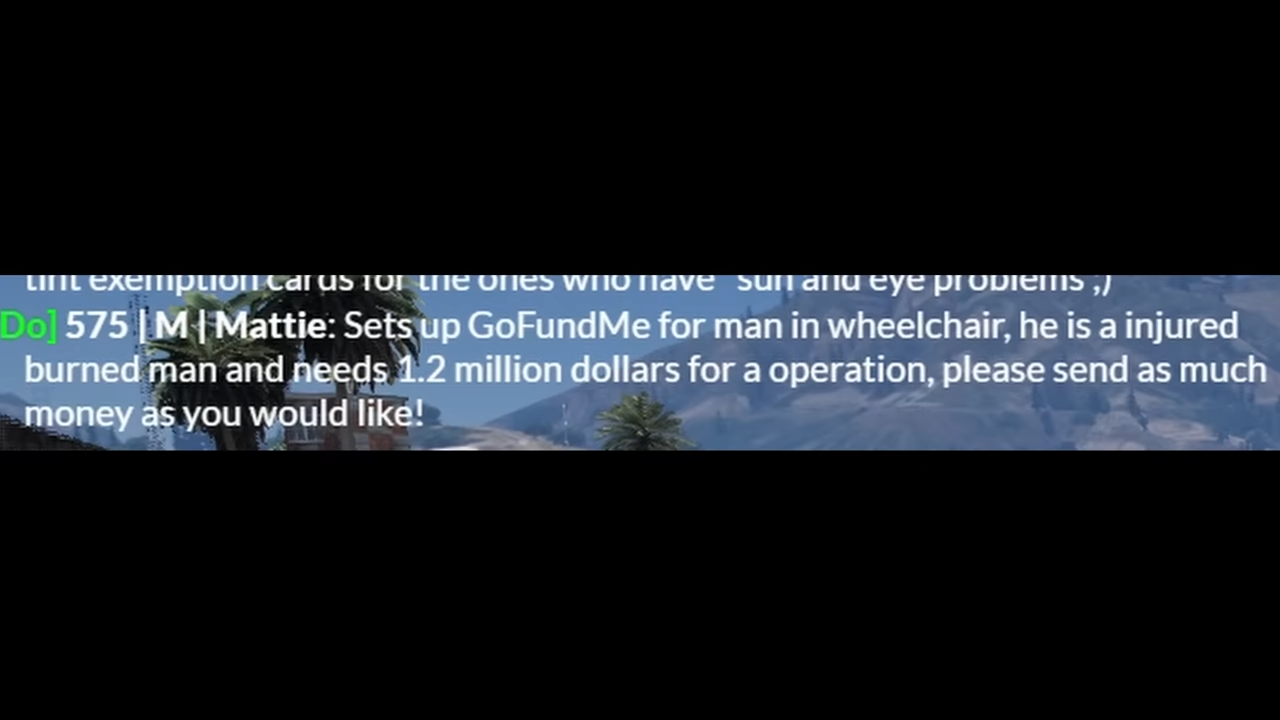 tint exemption cards for the ones who have "sun and eye problems ;)
Do] 575 | M | Mattie: Sets up GoFundMe for man in wheelchair, he is a injured
burned man and needs 1.2 million dollars for a operation, please send as much
money as you would like!